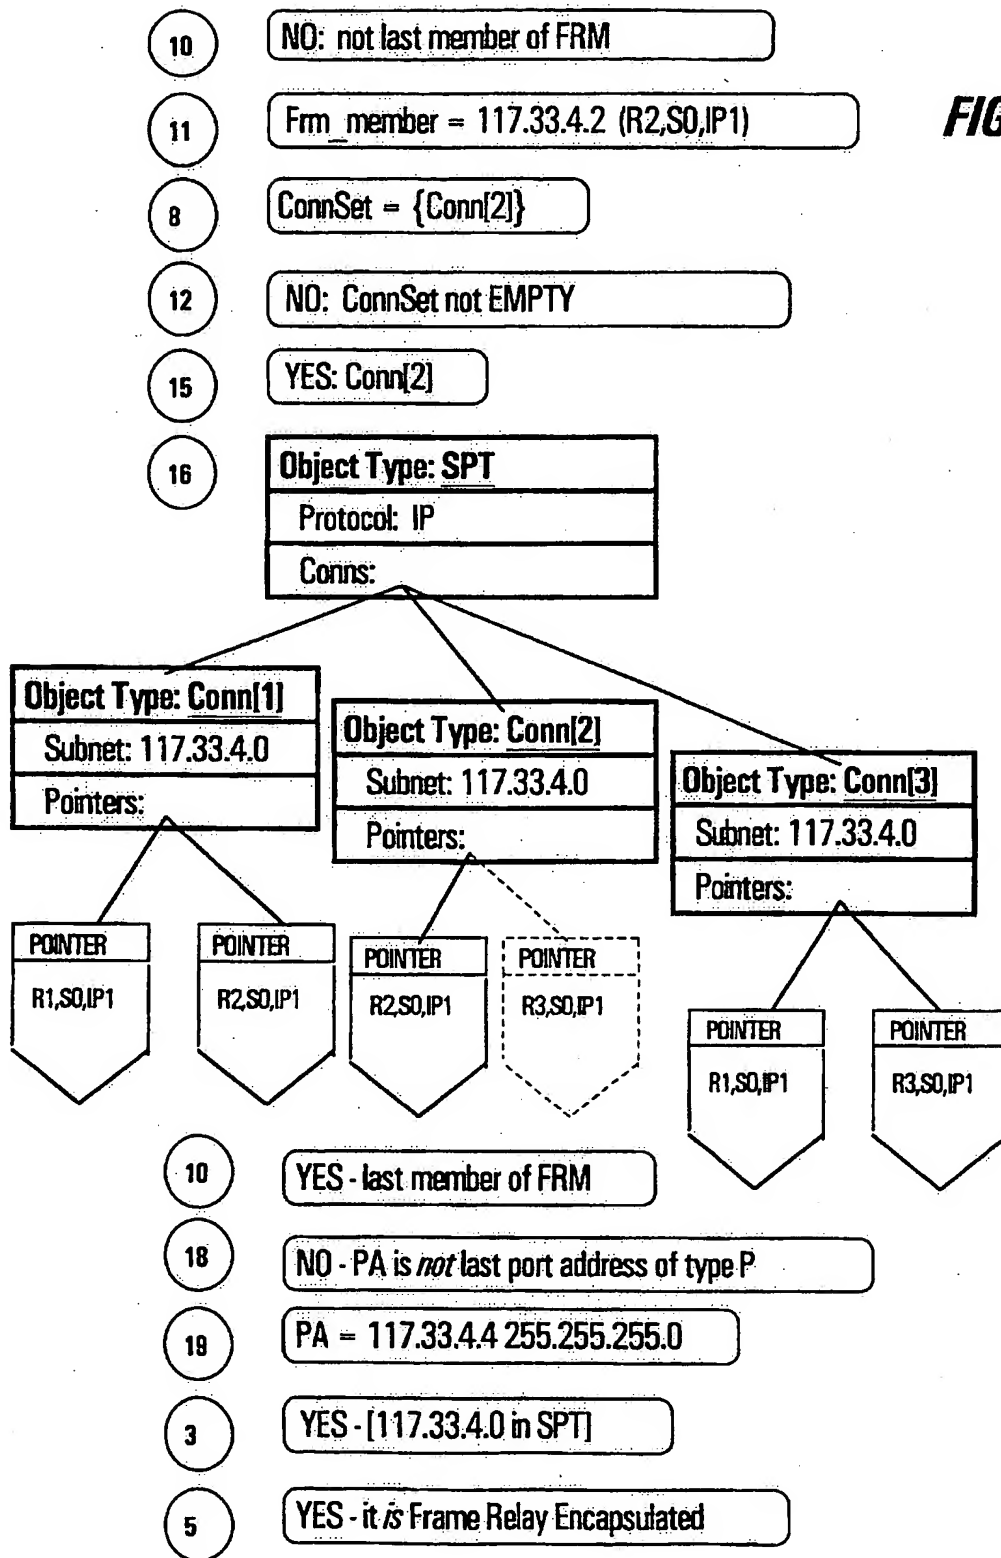 10 NO: not last member of FRM
11 Frm_member = 117.33.4.2 (R2,S0,IP1)
FIG
8 ConnSet = {Conn[2]}
12 NO: ConnSet not EMPTY
15 YES: Conn[2]
16 Object Type: SPT
Protocol: IP
Conns:
Object Type: Conn[1]
Subnet: 117.33.4.0
Pointers:
Object Type: Conn[2]
Subnet: 117.33.4.0
Pointers:
Object Type: Conn[3]
Subnet: 117.33.4.0
Pointers:
POINTER
R1,S0,IP1
POINTER
R2,S0,IP1
POINTER
R2,S0,IP1
POINTER
R3,S0,IP1
POINTER
R1,S0,IP1
POINTER
R3,S0,IP1
10 YES - last member of FRM
18 NO - PA is not last port address of type P
19 PA = 117.33.4.4 255.255.255.0
3 YES - [117.33.4.0 in SPT]
5 YES - it is Frame Relay Encapsulated